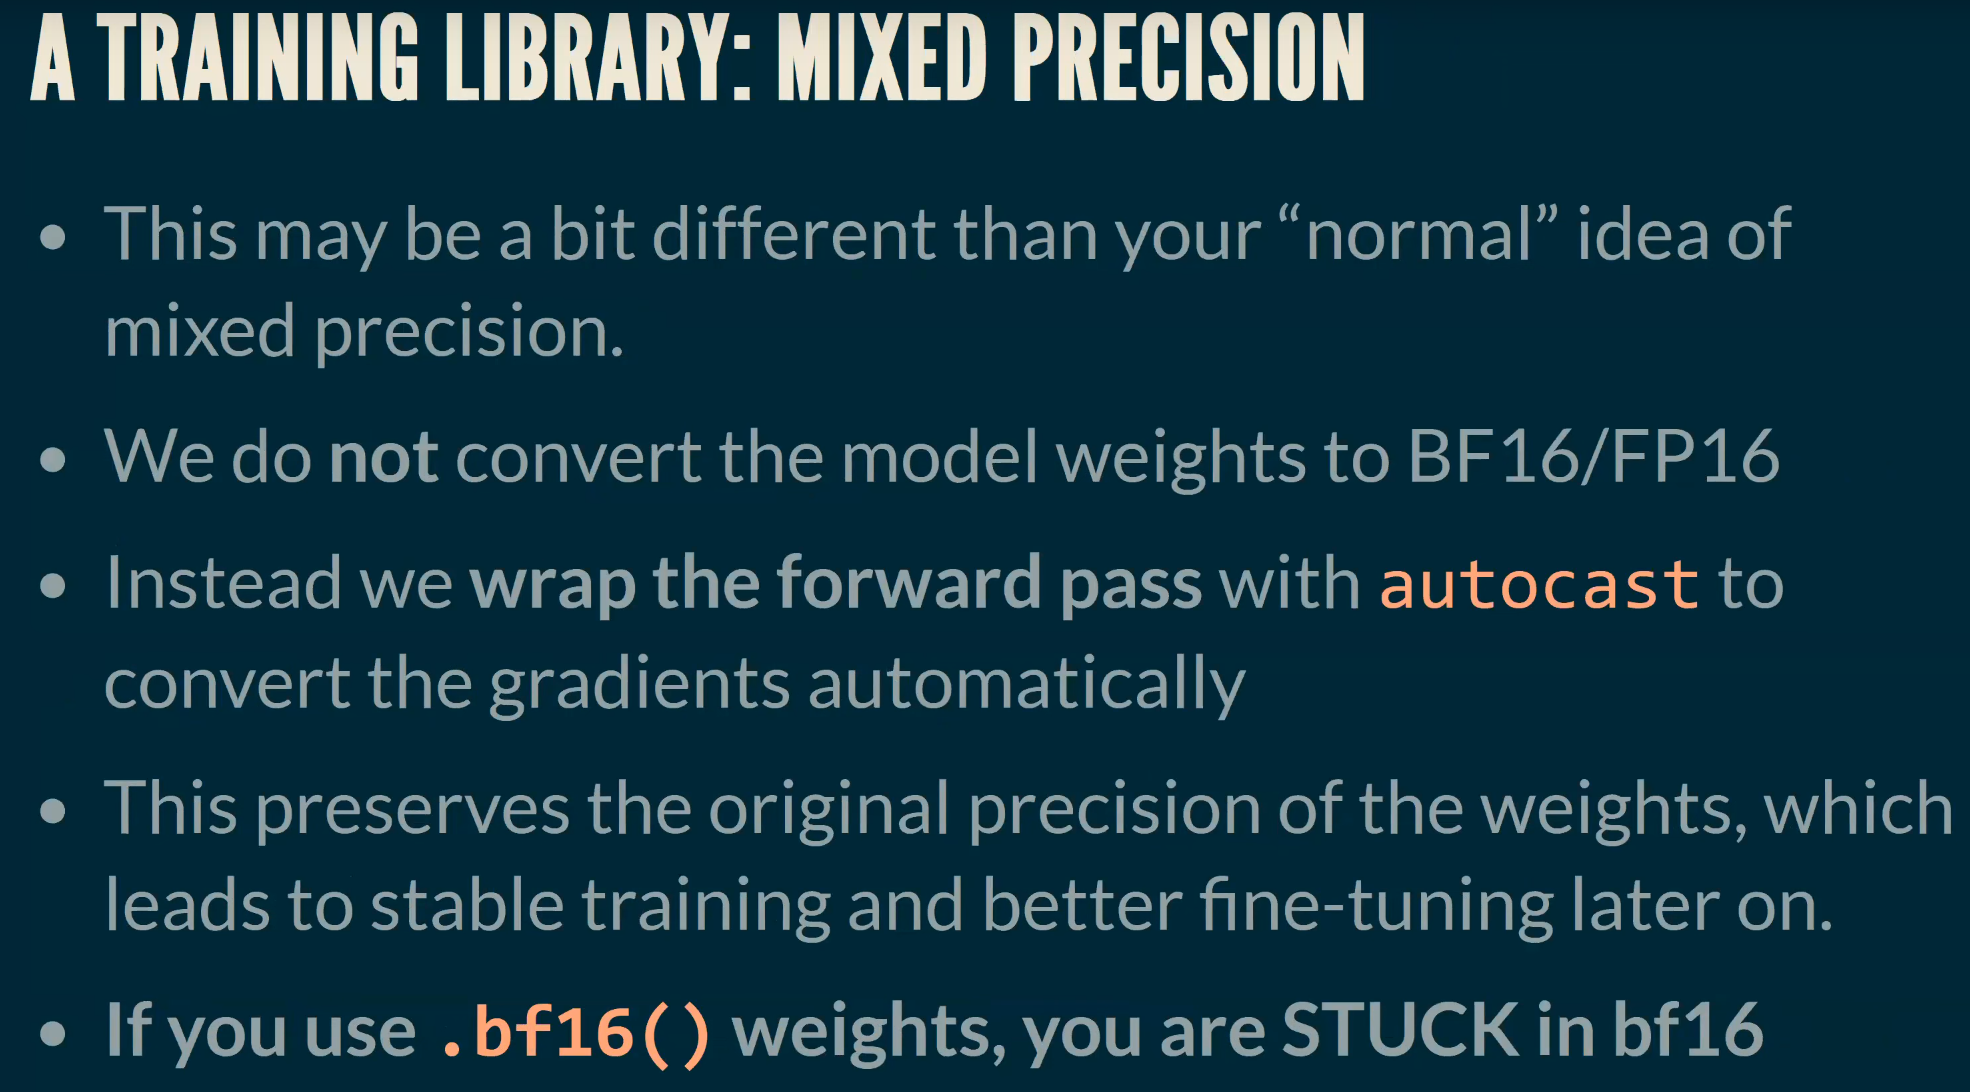 A TRAINING LIBRARY: MIXED PRECISION
• This may be a bit different than your “normal” idea of
mixed precision.
• We do not convert the model weights to BF16/FP16
• Instead we wrap the forward pass with autocast to
convert the gradients automatically
• This preserves the original precision of the weights, which
leads to stable training and better fine-tuning later on.
• If you use .bf16() weights, you are STUCK in bf16